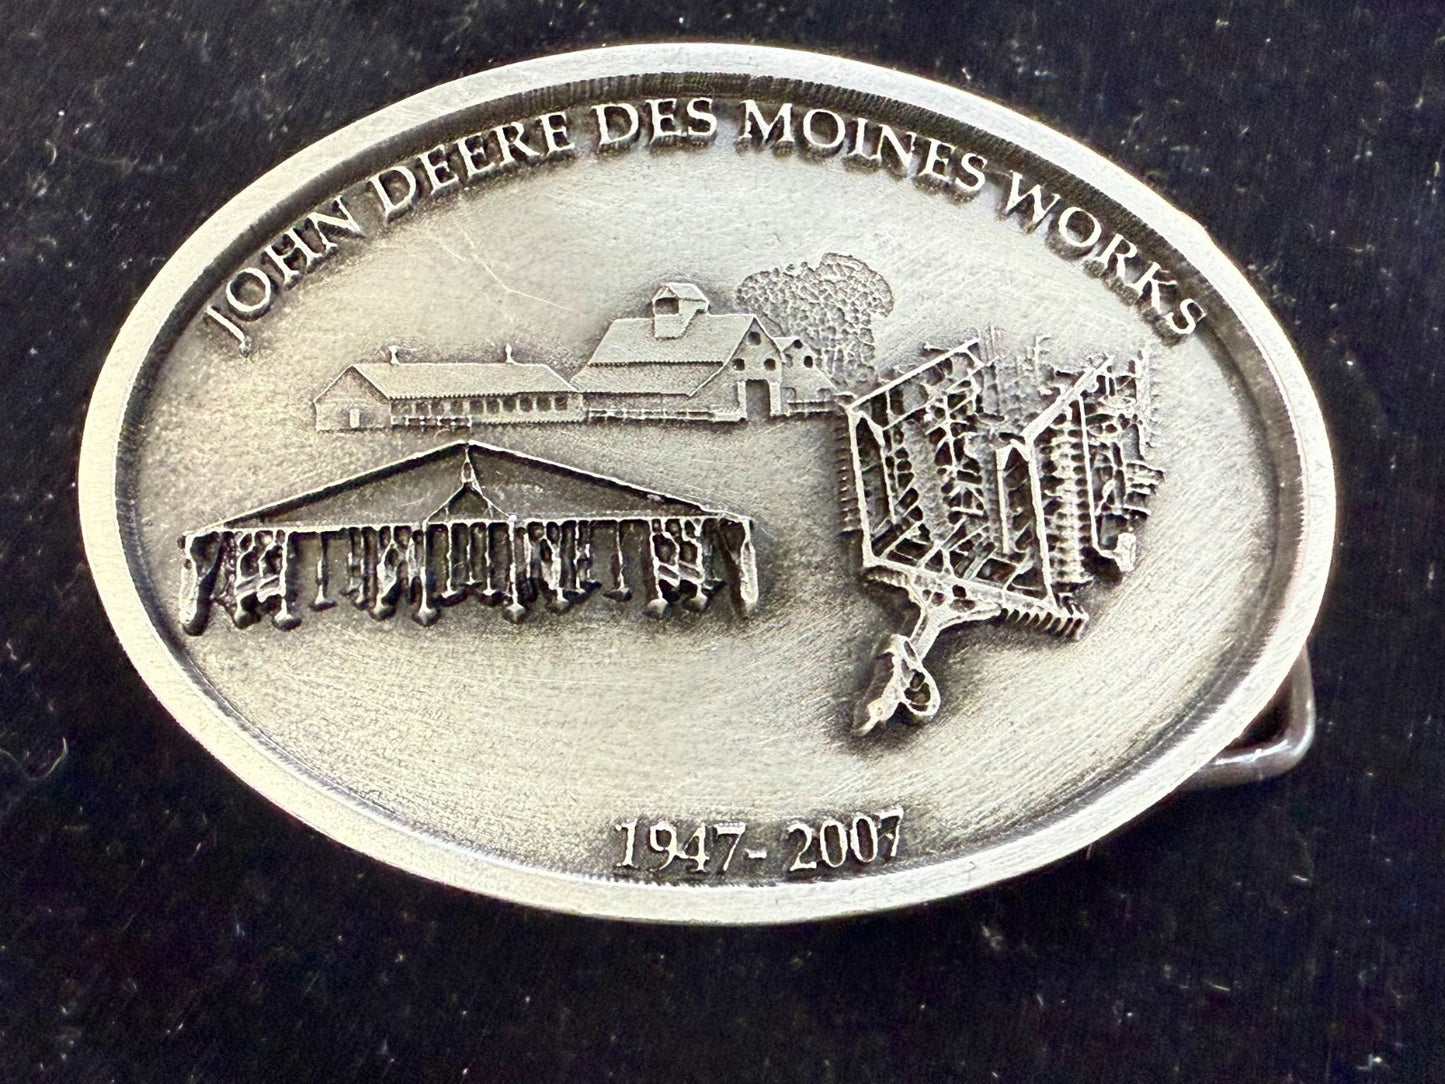 JOHN DEERE DES MOINES WORKS
1947- 2007